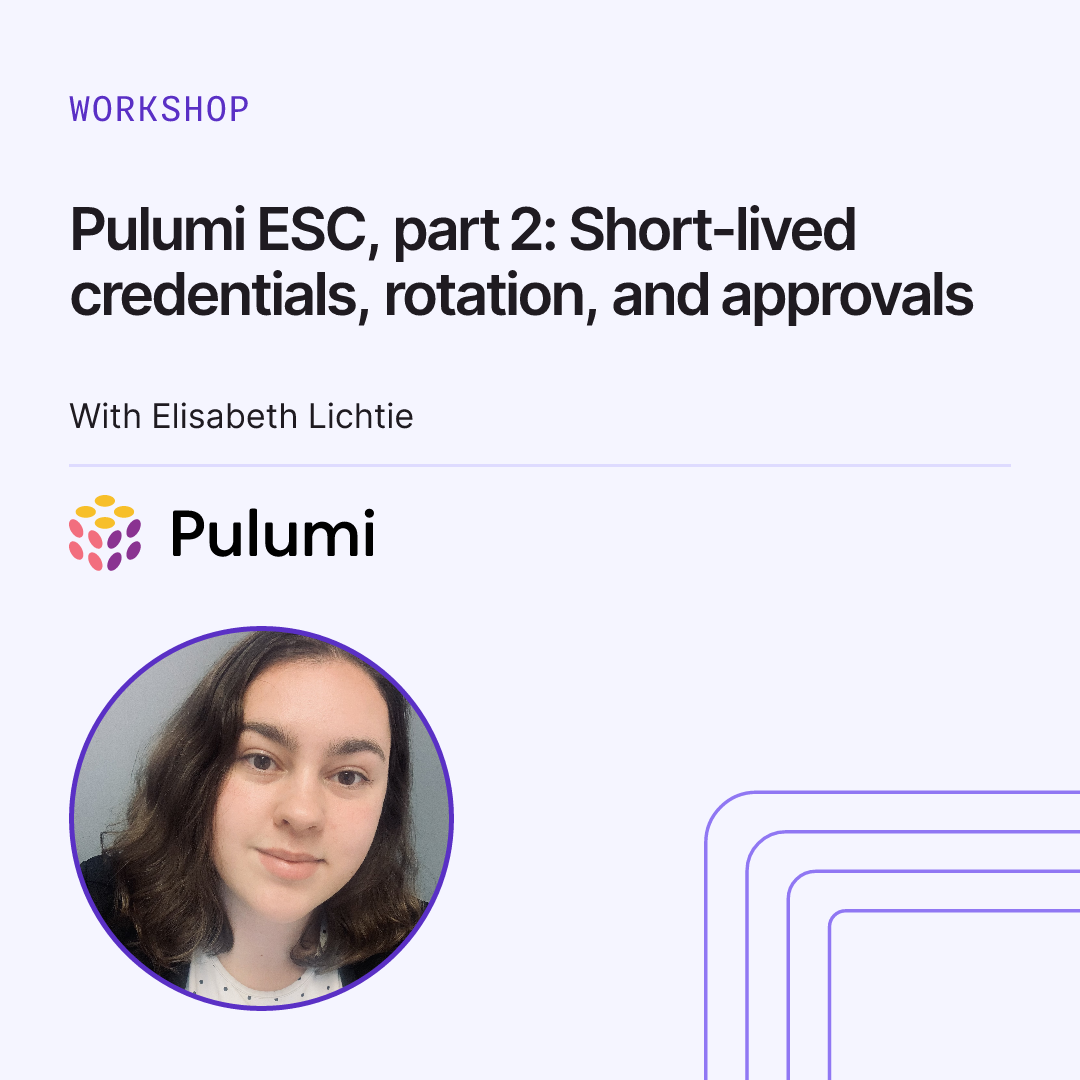 WORKSHOP
Pulumi ESC, part 2: Short-lived
credentials, rotation, and approvals
With Elisabeth Lichtie
Pulumi